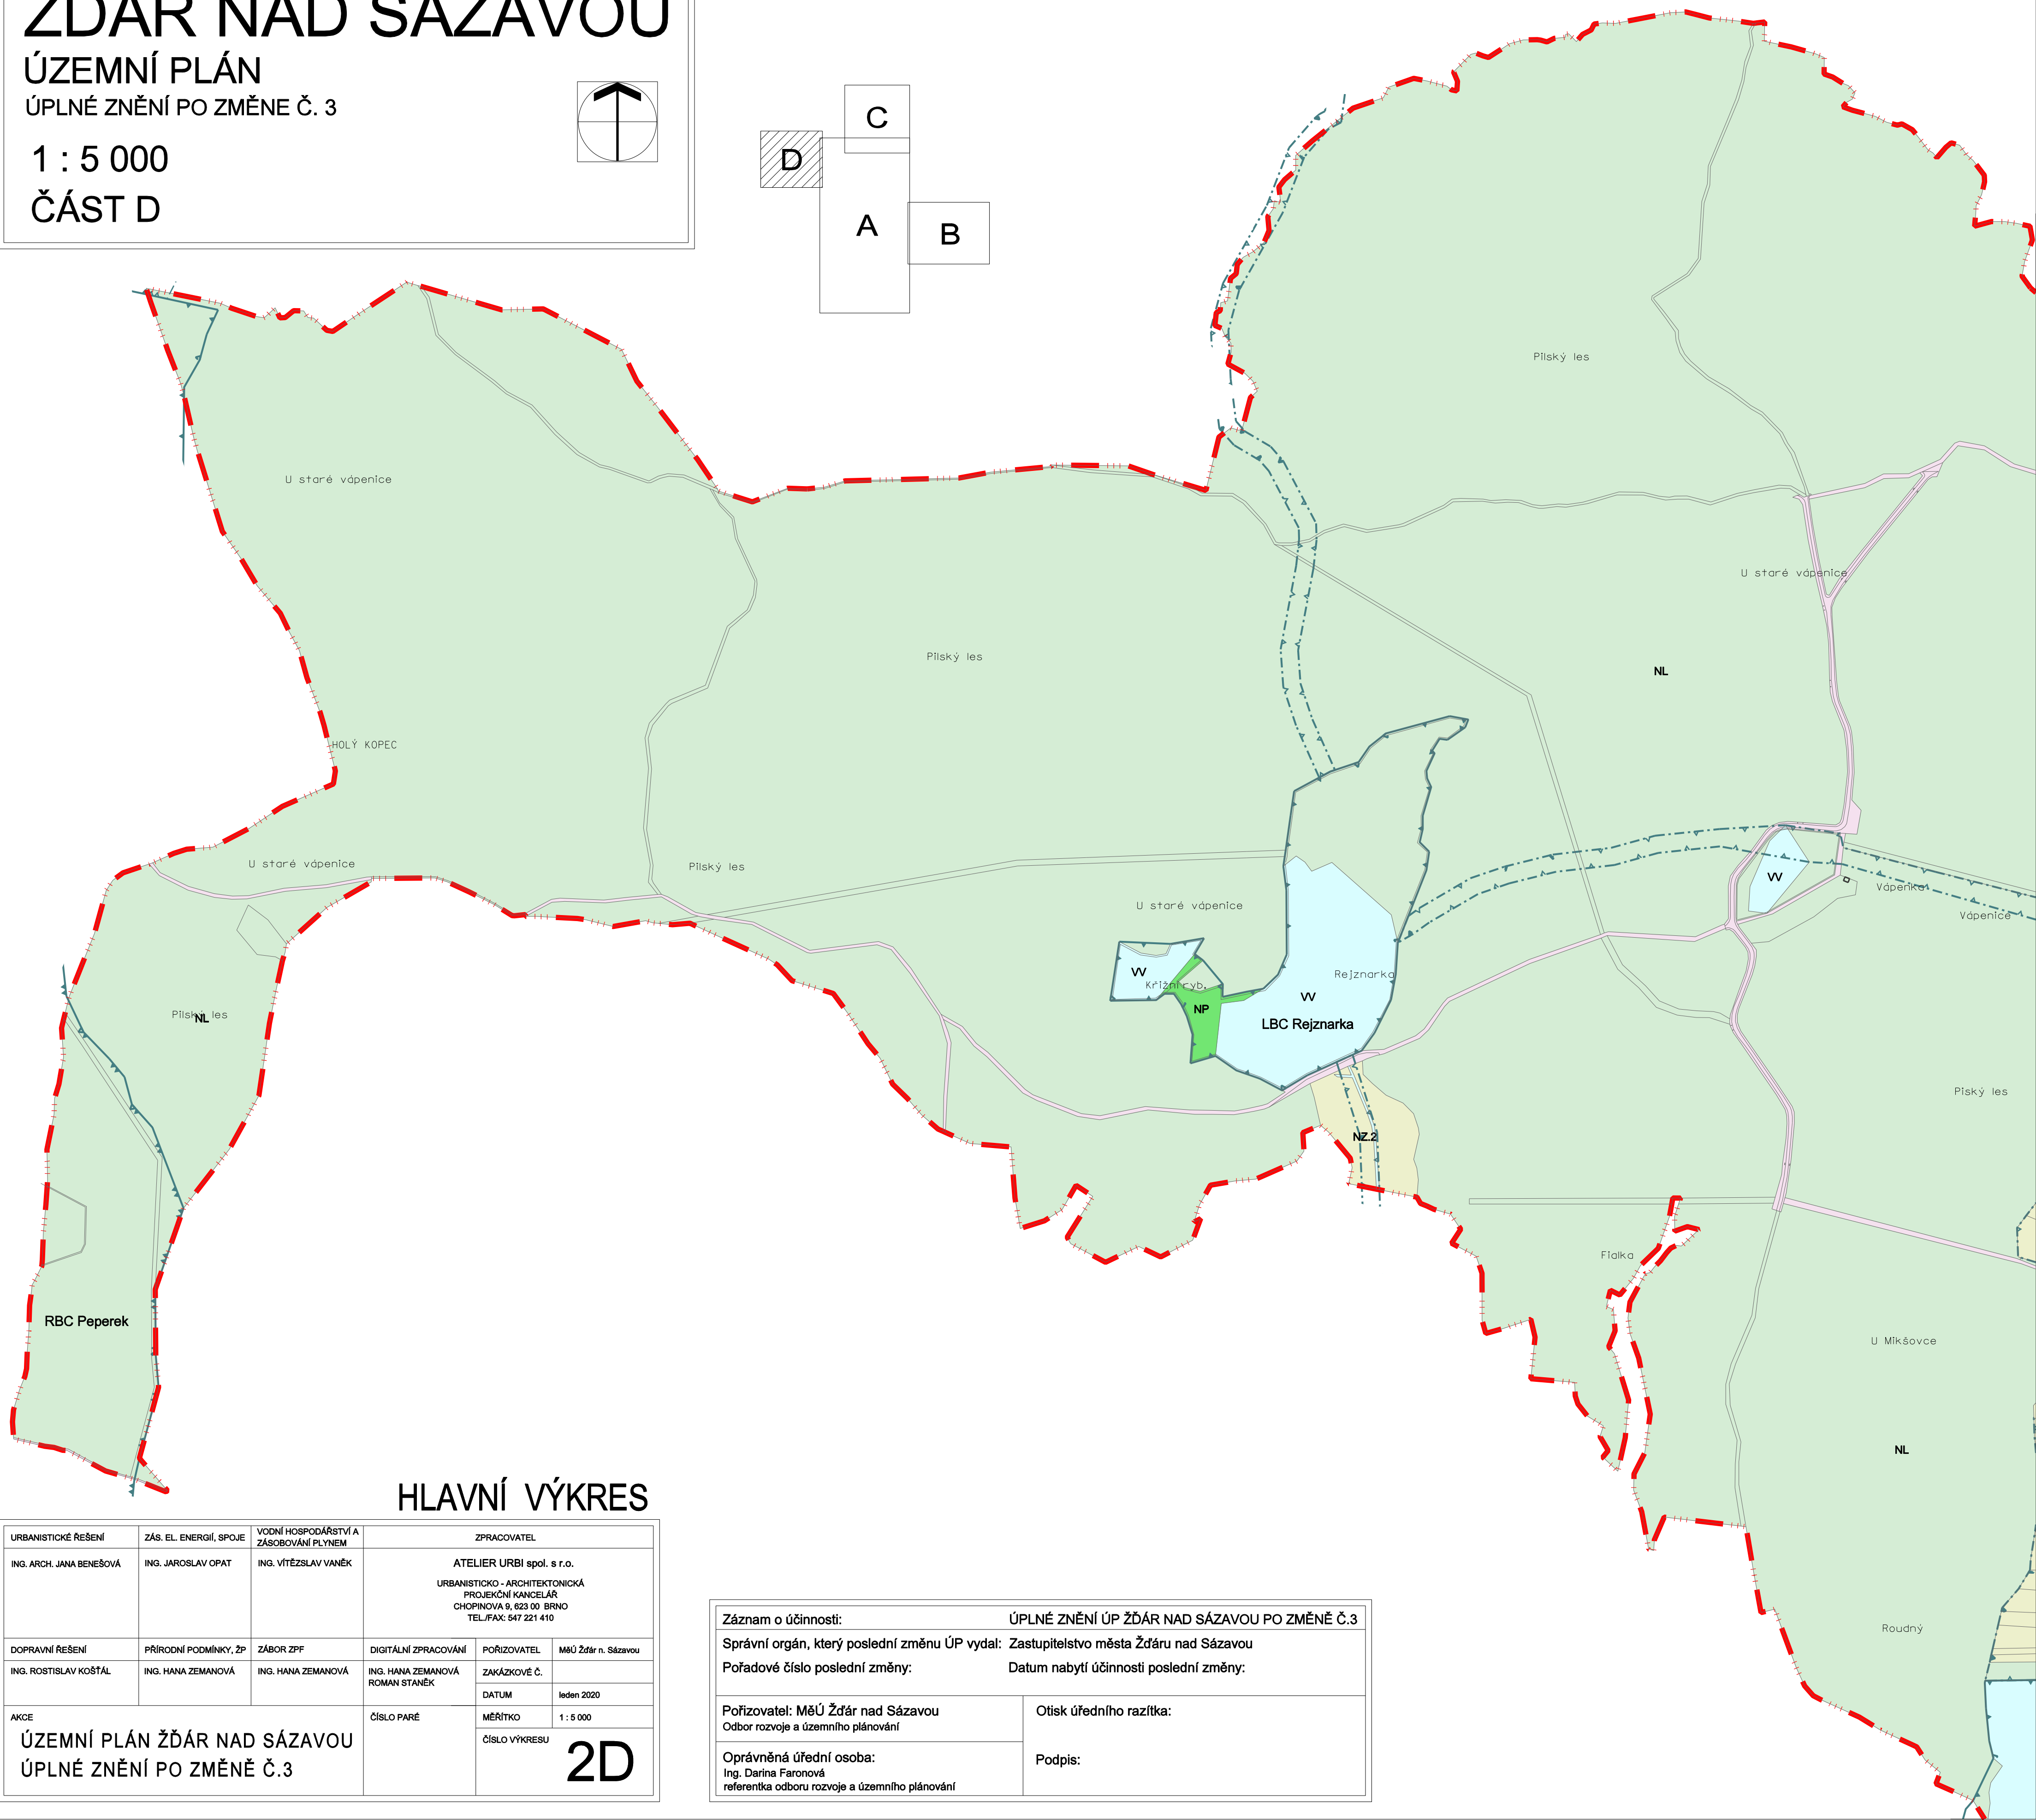 ŽĎÁR NAD SÁZAVOU
ÚZEMNÍ PLÁN
ÚPLNÉ ZNĚNÍ PO ZMĚNE Č. 3
1 : 5 000
ČÁST D
C
D
A
B
Pilský les
U staré vápenice
U staré vápenice
Pilský les
NL
HOLÝ KOPEC
U staré vápenice
Pilský les
VV
Vápenka
U staré vápenice
Vápenice
VV
Rejznarka
Křižní ryb.
VV
NP
LBC Rejznarka
Pilský les
NL
Pilský les
NZ.2
Fialka
RBC Peperek
U Mikšovce
NL
Roudný
HLAVNÍ VÝKRES
URBANISTICKÉ ŘEŠENÍ
ZÁS. EL. ENERGIÍ, SPOJE
VODNÍ HOSPODÁŘSTVÍ A
ZÁSOBOVÁNÍ PLYNEM
ZPRACOVATEL
ING. ARCH. JANA BENEŠOVÁ
ING. JAROSLAV OPAT
ING. VÍTĚZSLAV VANĚK
ATELIER URBI spol. s r.o.
URBANISTICKO - ARCHITEKTONICKÁ
PROJEKČNÍ KANCELÁŘ
CHOPINOVA 9, 623 00 BRNO
TEL./FAX: 547 221 410
DOPRAVNÍ ŘEŠENÍ
PŘÍRODNÍ PODMÍNKY, ŽP
ZÁBOR ZPF
DIGITÁLNÍ ZPRACOVÁNÍ
POŘIZOVATEL
MěÚ Žďár n. Sázavou
ING. ROSTISLAV KOŠŤÁL
ING. HANA ZEMANOVÁ
ING. HANA ZEMANOVÁ
ING. HANA ZEMANOVÁ
ROMAN STANĚK
ZAKÁZKOVÉ Č.
DATUM
leden 2020
AKCE
ČÍSLO PARÉ
MĚŘÍTKO
1 : 5 000
ÚZEMNÍ PLÁN ŽĎÁR NAD SÁZAVOU
ÚPLNÉ ZNĚNÍ PO ZMĚNĚ Č.3
ČÍSLO VÝKRESU
2D
Záznam o účinnosti:
ÚPLNÉ ZNĚNÍ ÚP ŽĎÁR NAD SÁZAVOU PO ZMĚNĚ Č.3
Správní orgán, který poslední změnu ÚP vydal: Zastupitelstvo města Žďáru nad Sázavou
Pořadové číslo poslední změny:
Datum nabytí účinnosti poslední změny:
Pořizovatel: MěÚ Žďár nad Sázavou
Odbor rozvoje a územního plánování
Otisk úředního razítka:
Oprávněná úřední osoba:
Ing. Darina Faronová
referentka odboru rozvoje a územního plánování
Podpis: